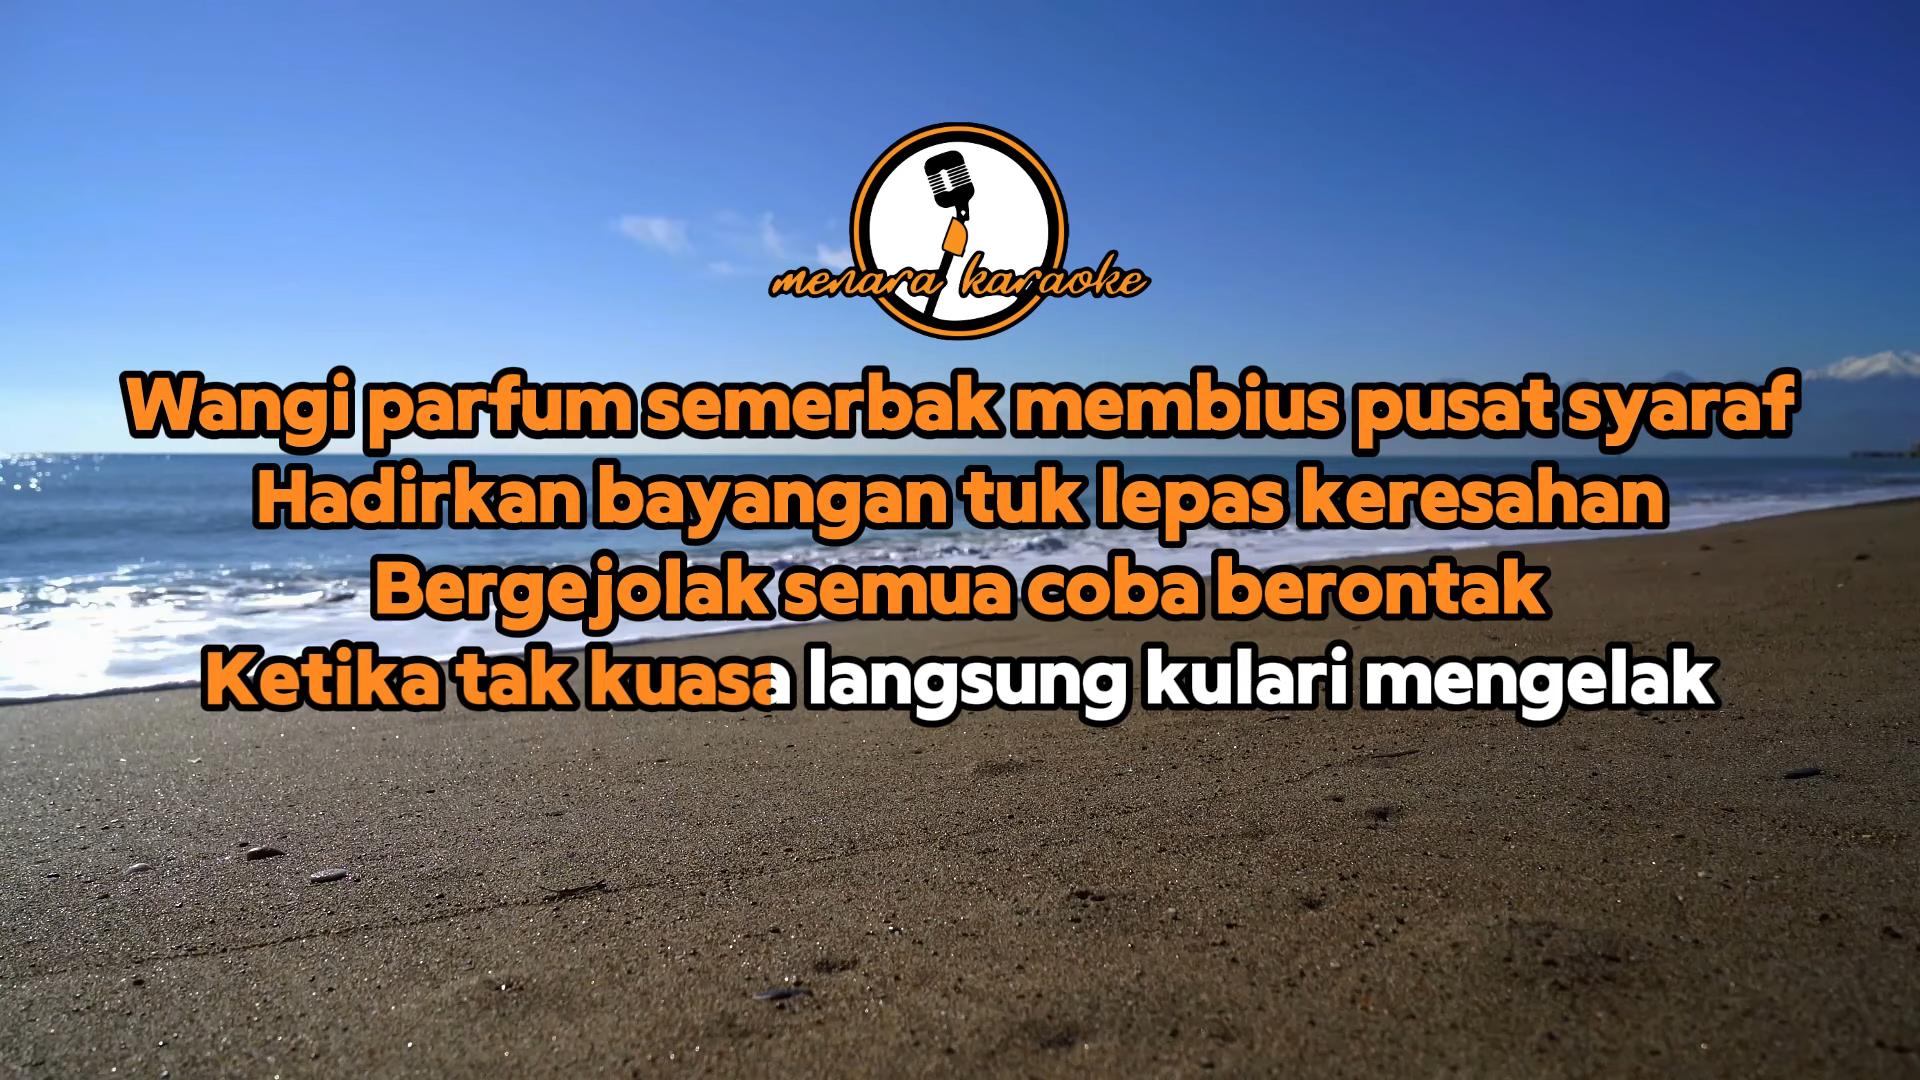 menara karaoke
Wangi parfum semerbak membius pusat syaraf
Hadirkan bayangan tuk lepas keresahan
Bergejolak semua coba berontak
Ketika tak kuasa langsung kulari mengelak